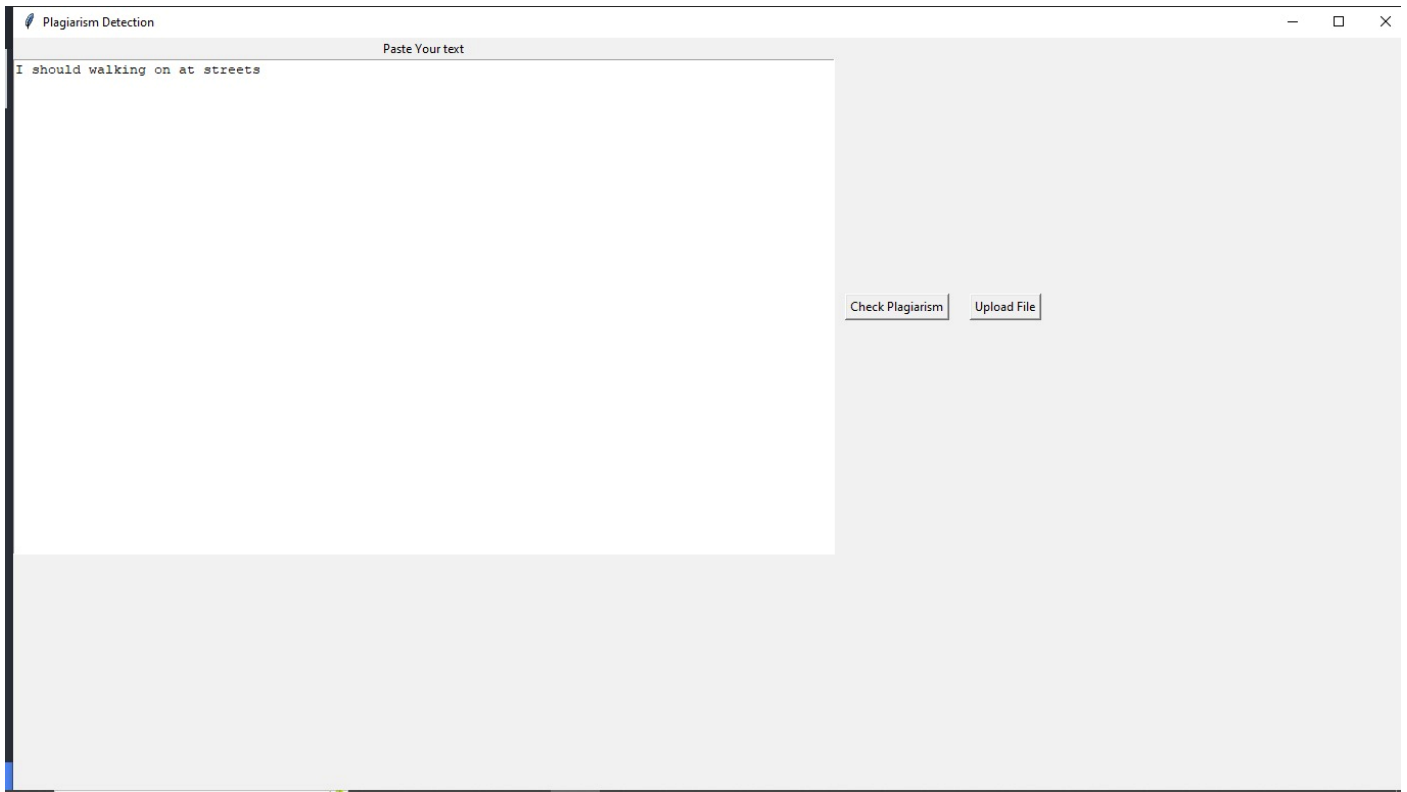 Plagiarism Detection
Paste Your text
I should walking on at streets
Check Plagiarism
Upload File